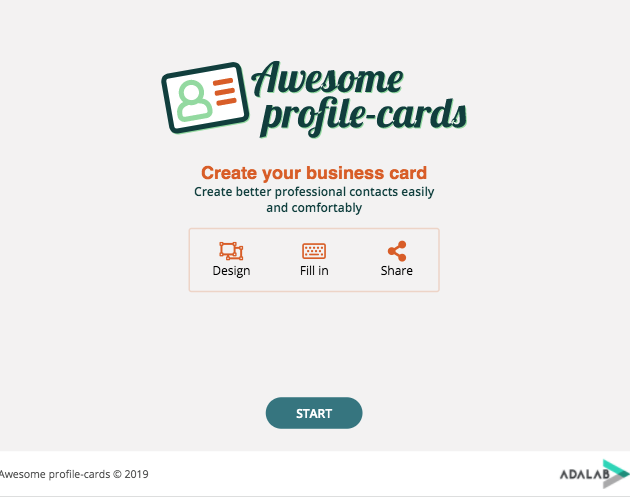 Awesome
profile-cards
Create your business card
Create better professional contacts easily
and comfortably
Design Fill in Share
START
Awesome profile-cards © 2019
ADALAB